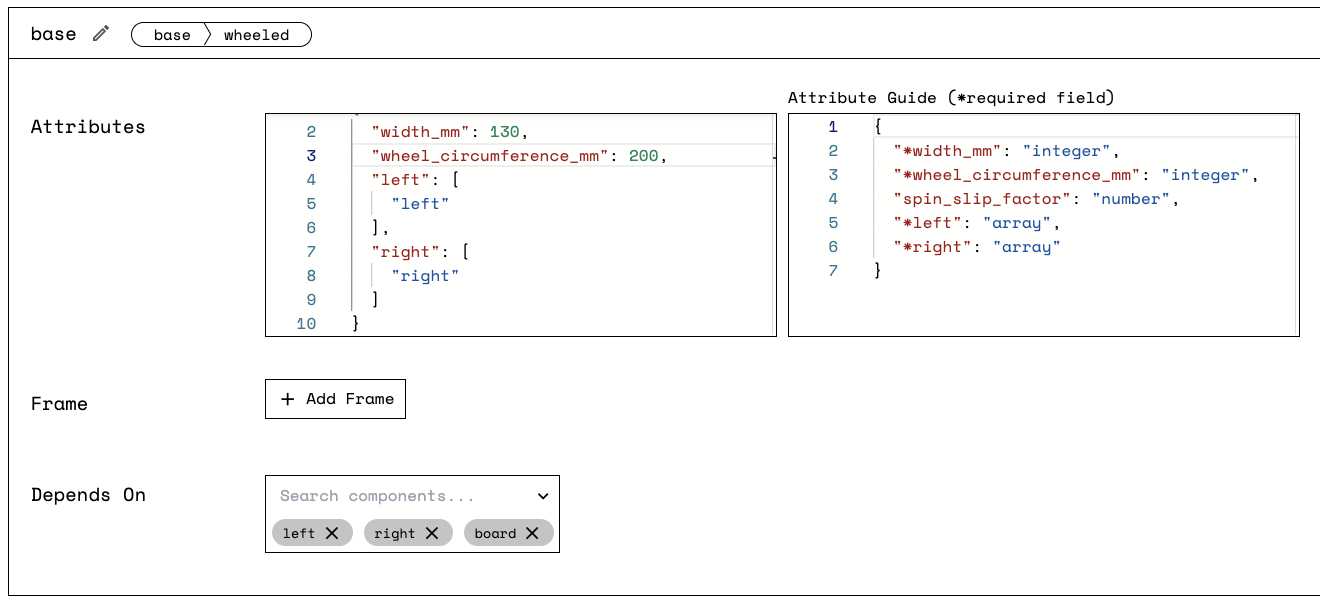 base base wheeled
Attribute Guide (*required field)
Attributes
2 "width_mm": 130,
3 "wheel_circumference_mm": 200,
4 "left": [
5 "left"
6 ],
7 "right": [
8 "right"
9 ]
10 }
1 {
2 "*width_mm": "integer",
3 "*wheel_circumference_mm": "integer",
4 "spin_slip_factor": "number",
5 "*left": "array",
6 "*right": "array"
7 }
Frame
+ Add Frame
Depends On
Search components...
left right board